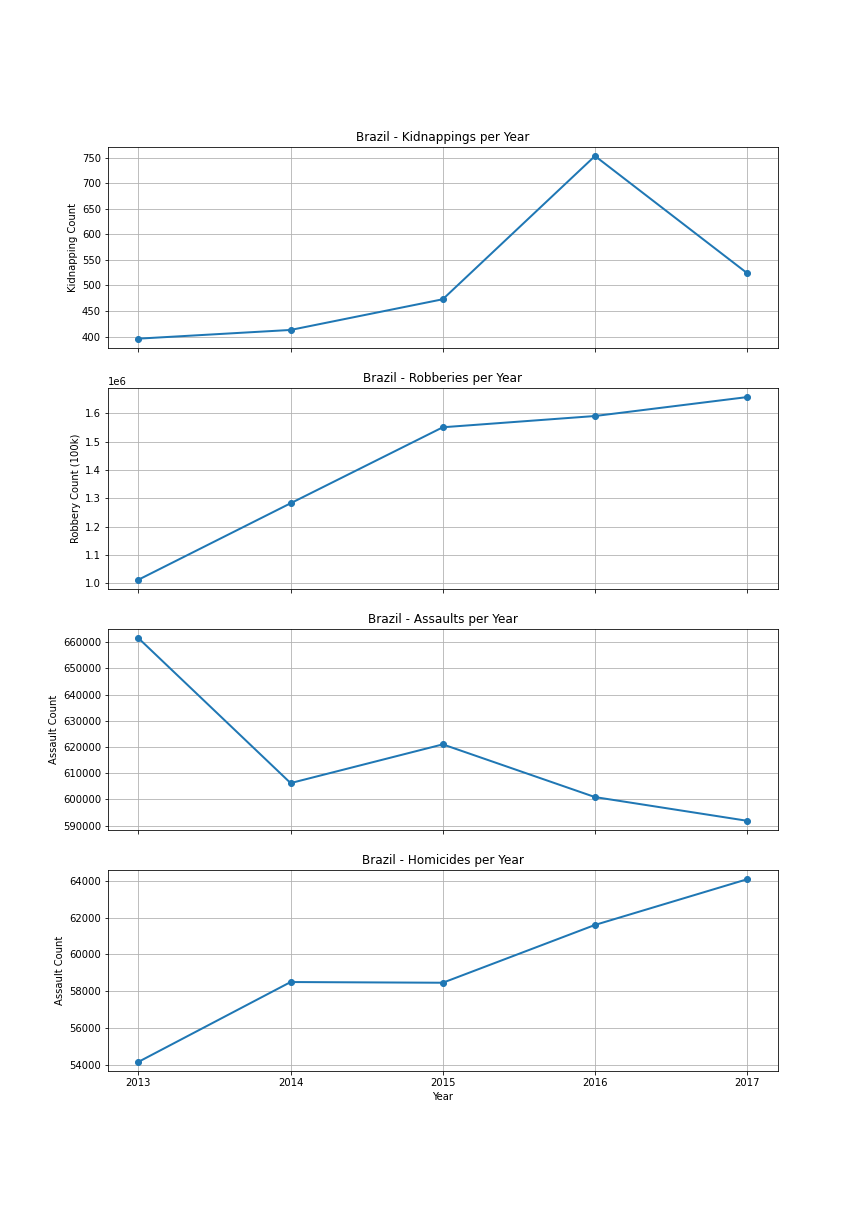 Brazil - Kidnappings per Year
Kidnapping Count
750
700
650
600
550
500
450
400
Brazil - Robberies per Year
1e6
Robbery Count (100k)
1.6
1.5
1.4
1.3
1.2
1.1
1.0
Brazil - Assaults per Year
Assault Count
660000
650000
640000
630000
620000
610000
600000
590000
Brazil - Homicides per Year
Assault Count
64000
62000
60000
58000
56000
54000
2013 2014 2015 2016 2017
Year